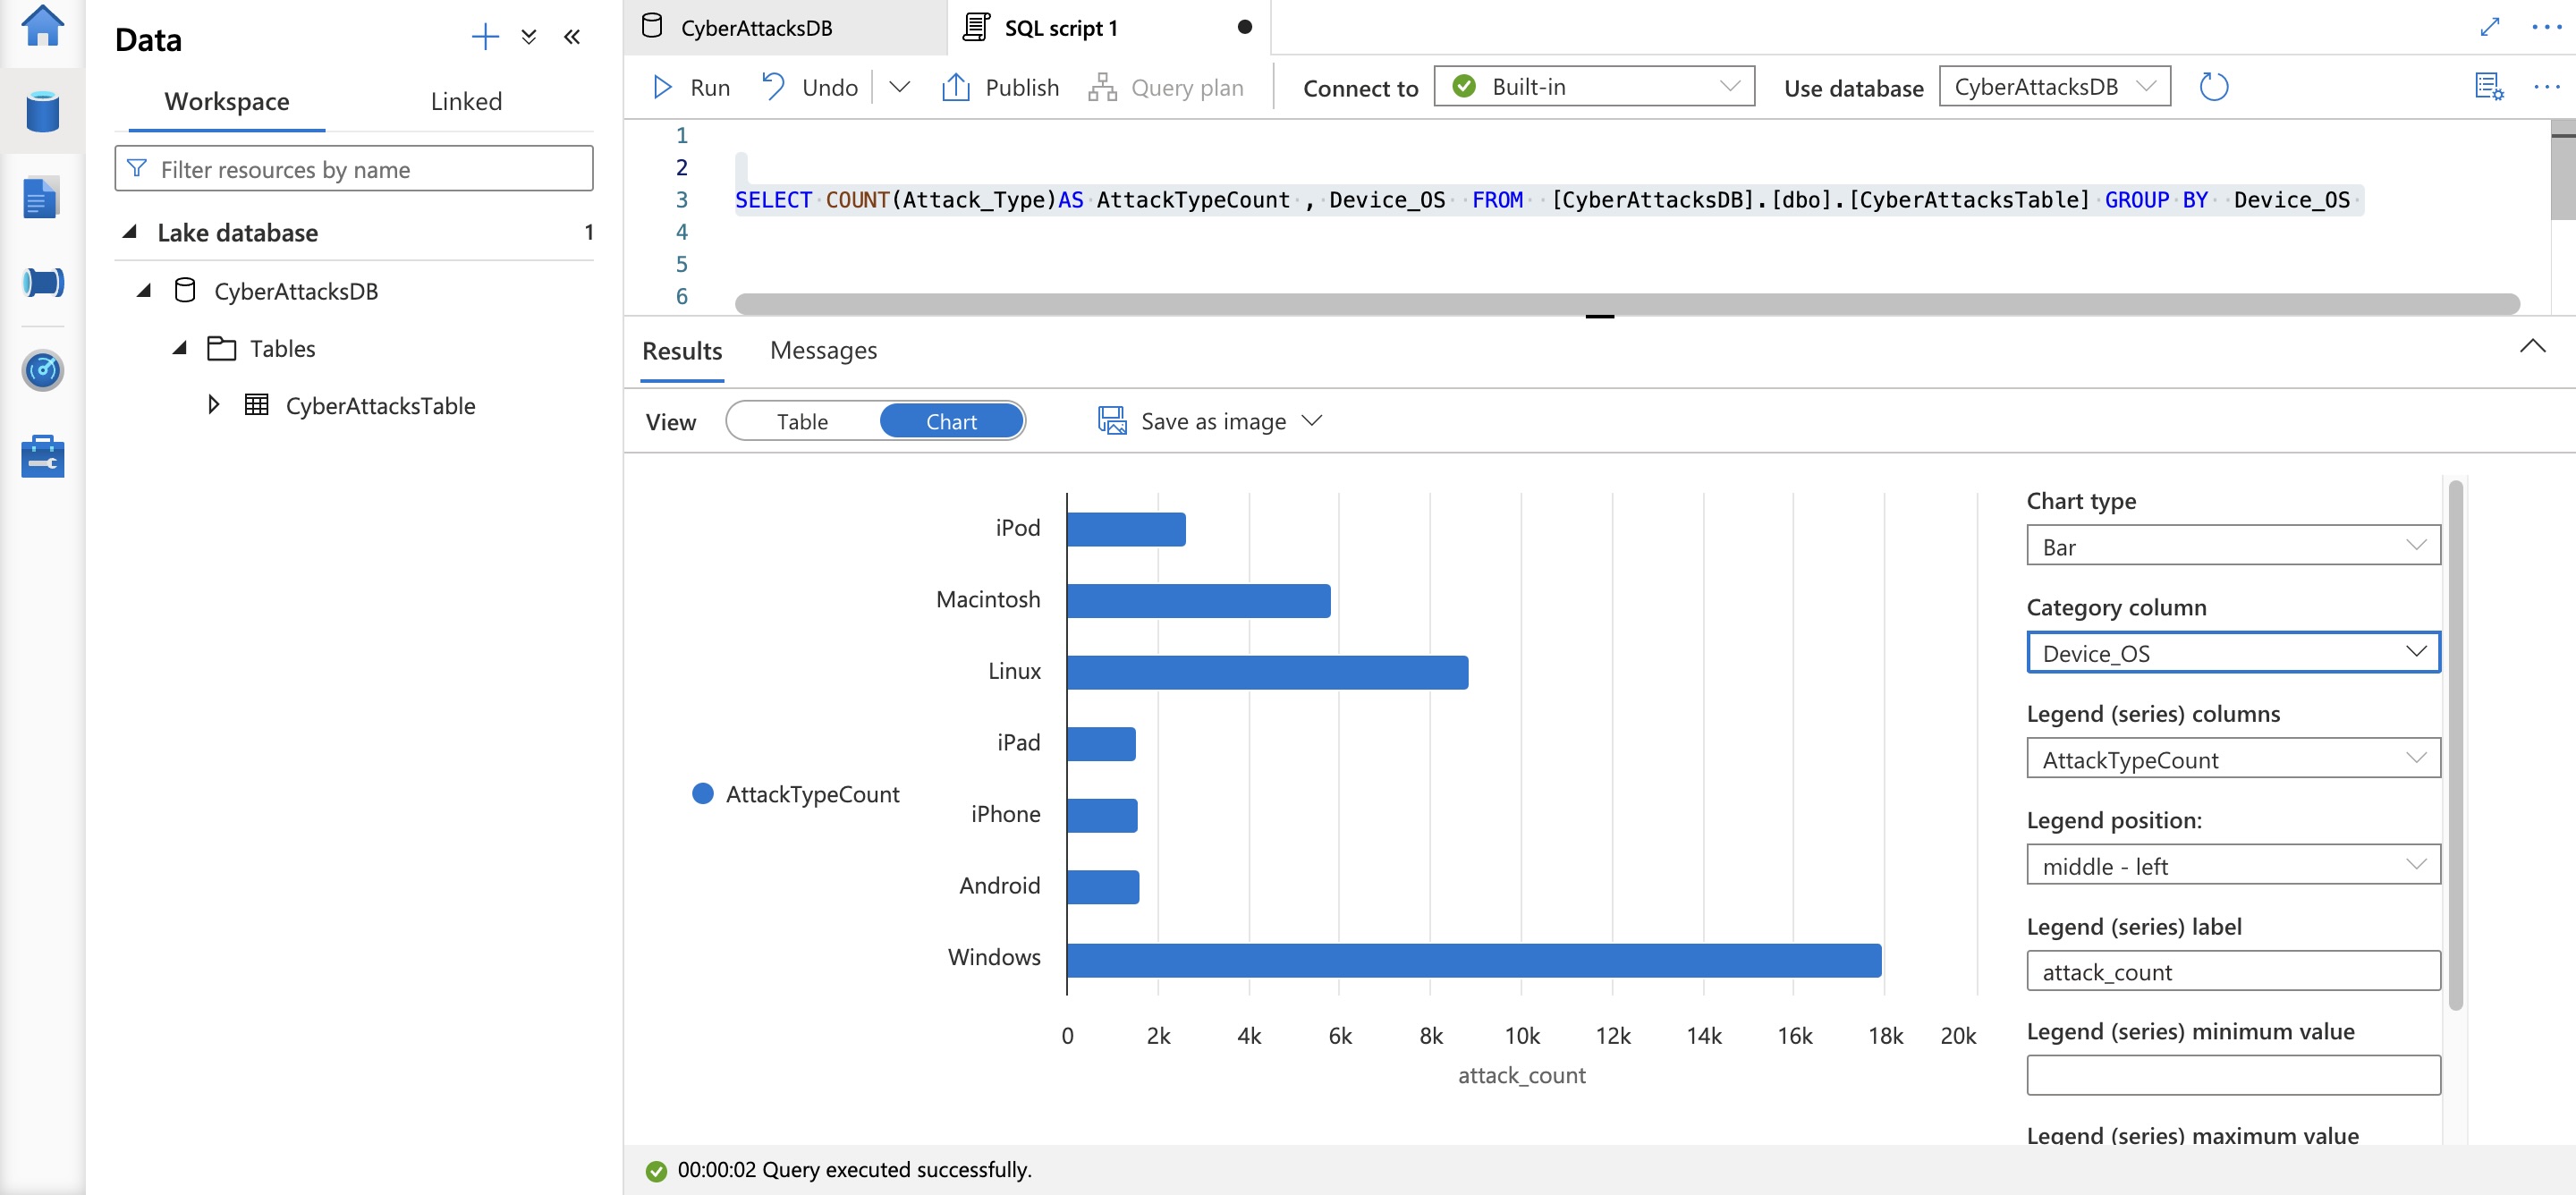 Data
Workspace Linked
Filter resources by name
Lake database 1
CyberAttacksDB
Tables
CyberAttacksTable
CyberAttacksDB SQL script 1
Run Undo Publish Query plan Connect to Built-in Use database CyberAttacksDB
1
2
3 SELECT COUNT(Attack_Type)AS AttackTypeCount , Device_OS FROM [CyberAttacksDB].[dbo].[CyberAttacksTable] GROUP BY Device_OS
4
5
6
Results Messages
View Table Chart Save as image
AttackTypeCount
iPod
Macintosh
Linux
iPad
iPhone
Android
Windows
0 2k 4k 6k 8k 10k 12k 14k 16k 18k 20k
attack_count
Chart type
Bar
Category column
Device_OS
Legend (series) columns
AttackTypeCount
Legend position:
middle - left
Legend (series) label
attack_count
Legend (series) minimum value
Legend (series) maximum value
00:00:02 Query executed successfully.